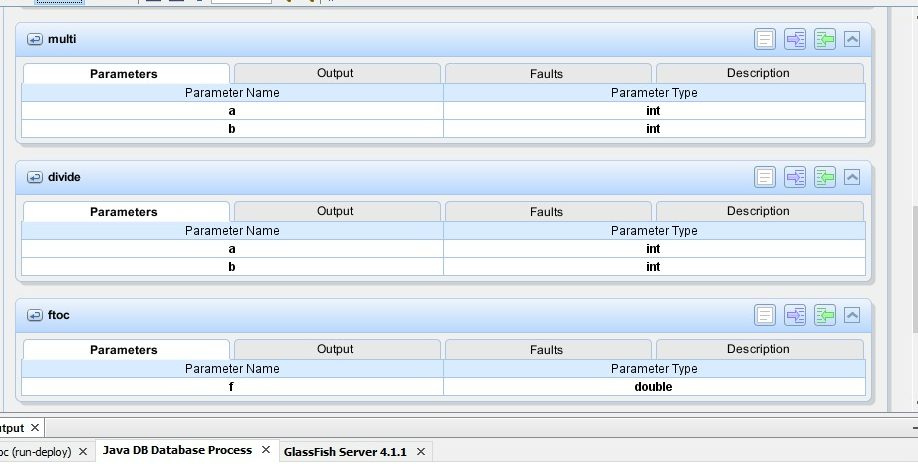 multi
Parameters Output Faults Description
Parameter Name Parameter Type
a int
b int
divide
Parameters Output Faults Description
Parameter Name Parameter Type
a int
b int
ftoc
Parameters Output Faults Description
Parameter Name Parameter Type
f double
tput
oc (run-deploy) Java DB Database Process GlassFish Server 4.1.1